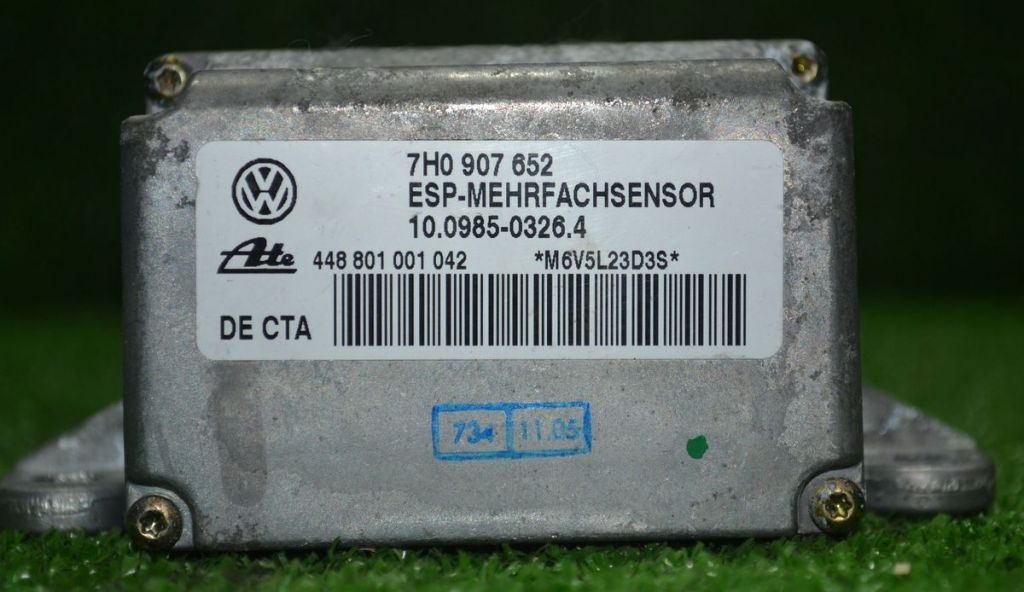 7H0 907 652
ESP-MEHRFACHSENSOR
10.0985-0326.4
Ate 448 801 001 042 *M6V5L23D3S*
DE CTA
734 11.05